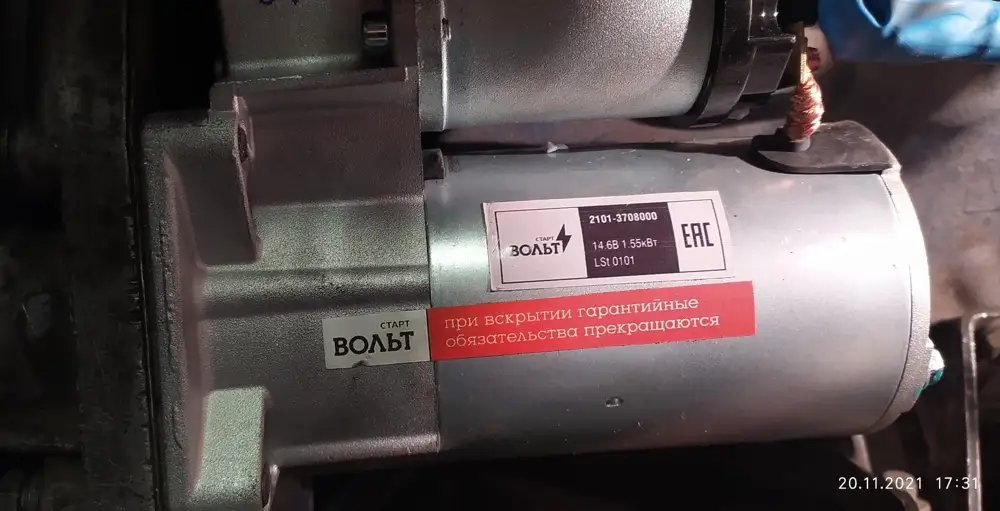 2101-3708000
СТАРТ
ВОЛЬТ
14.6В 1.55кВт
LSt 0101
ЕАС
СТАРТ
ВОЛЬТ
при вскрытии гарантийные
обязательства прекращаются
20.11.2021 17:31